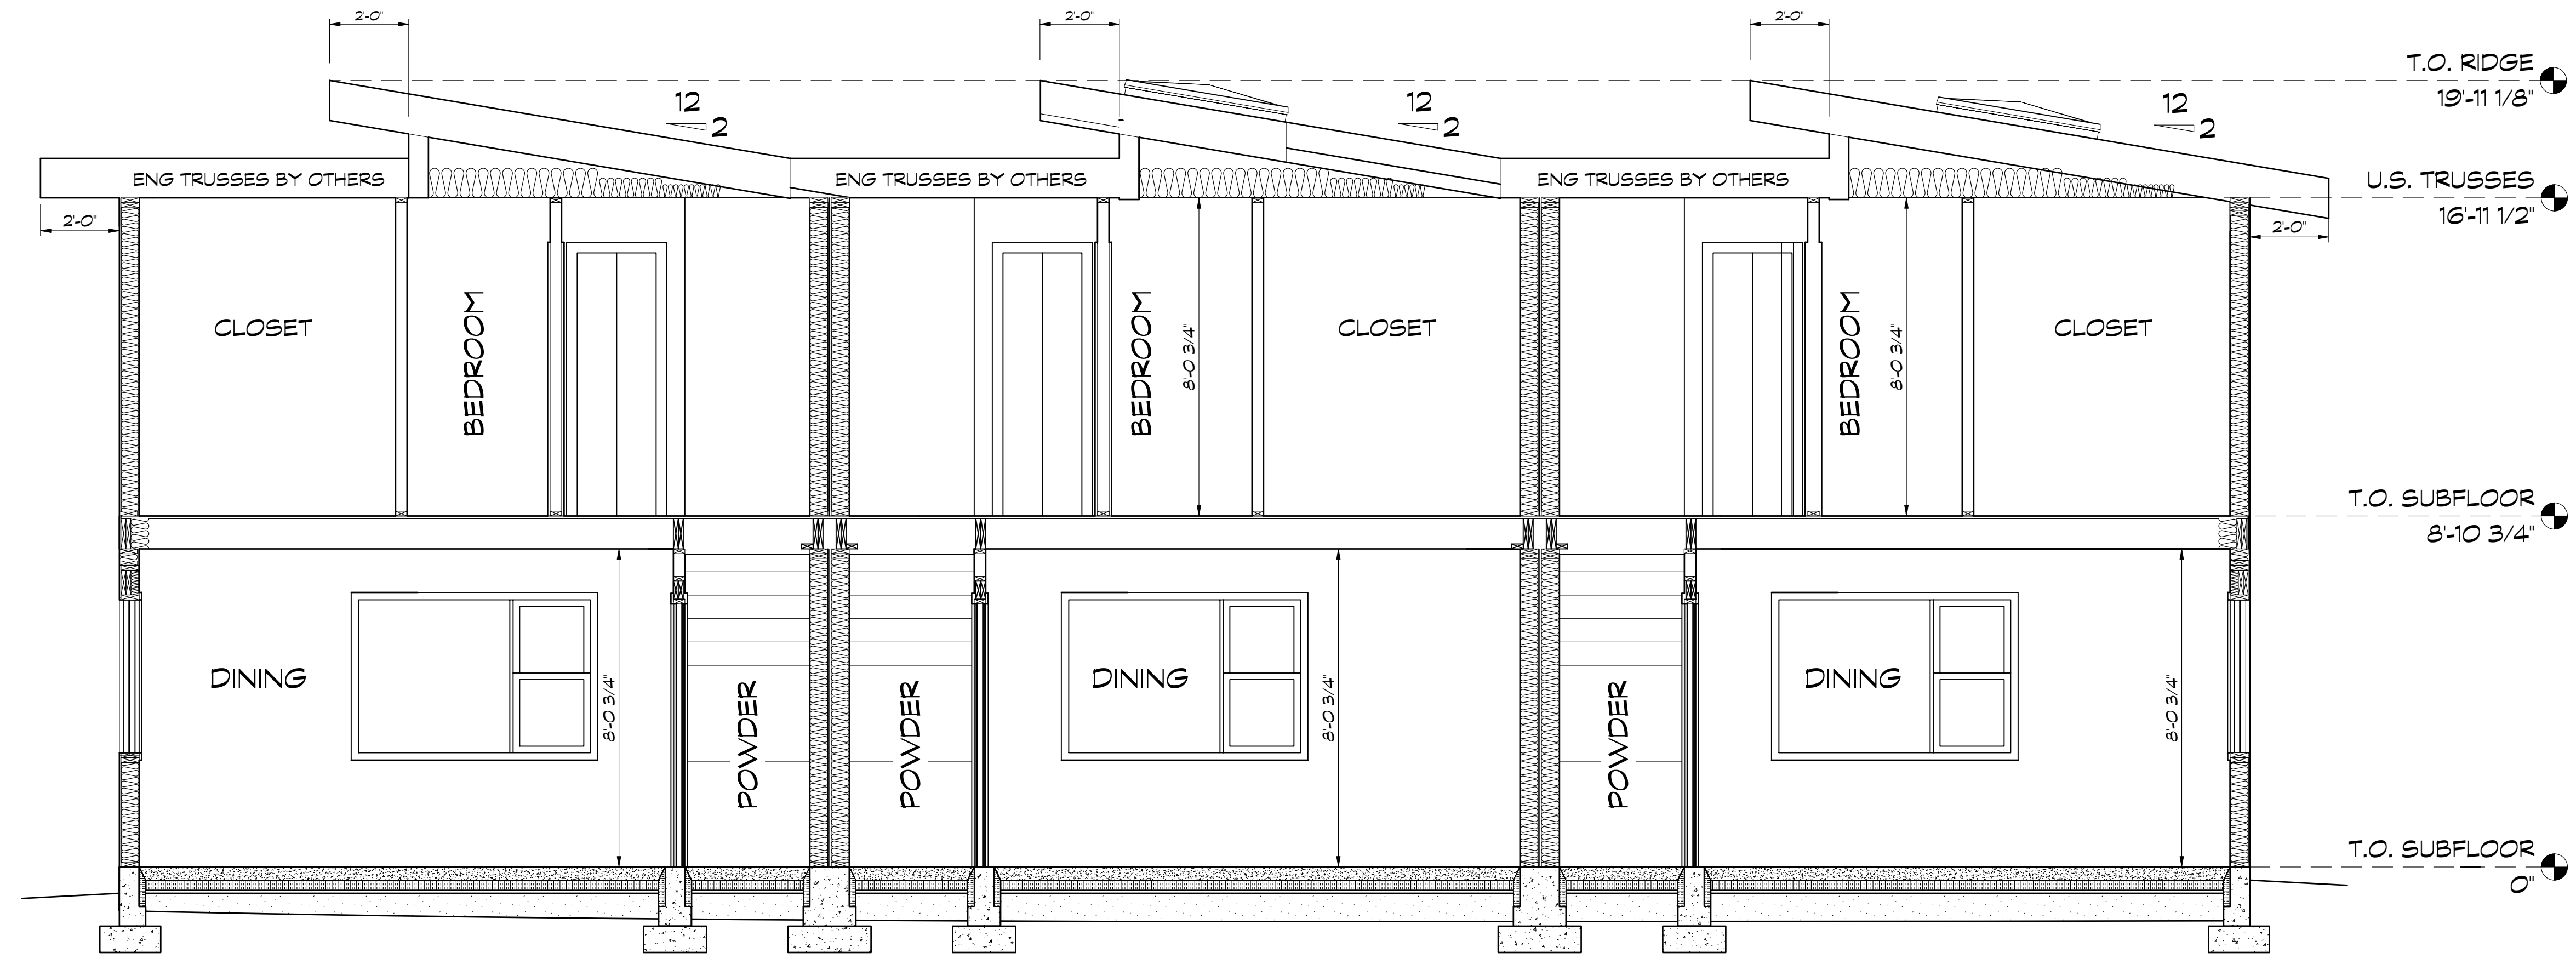 2'-0" 2'-0" 2'-0"
T.O. RIDGE
19'-11 1/8"
12 12 12
2 2 2
ENG TRUSSES BY OTHERS ENG TRUSSES BY OTHERS ENG TRUSSES BY OTHERS
U.S. TRUSSES
16'-11 1/2"
2'-0" 2'-0"
CLOSET BEDROOM BEDROOM 8'-0 3/4" CLOSET BEDROOM 8'-0 3/4" CLOSET
T.O. SUBFLOOR
8'-10 3/4"
DINING 8'-0 3/4" POWDER POWDER DINING 8'-0 3/4" POWDER DINING 8'-0 3/4"
T.O. SUBFLOOR
0"